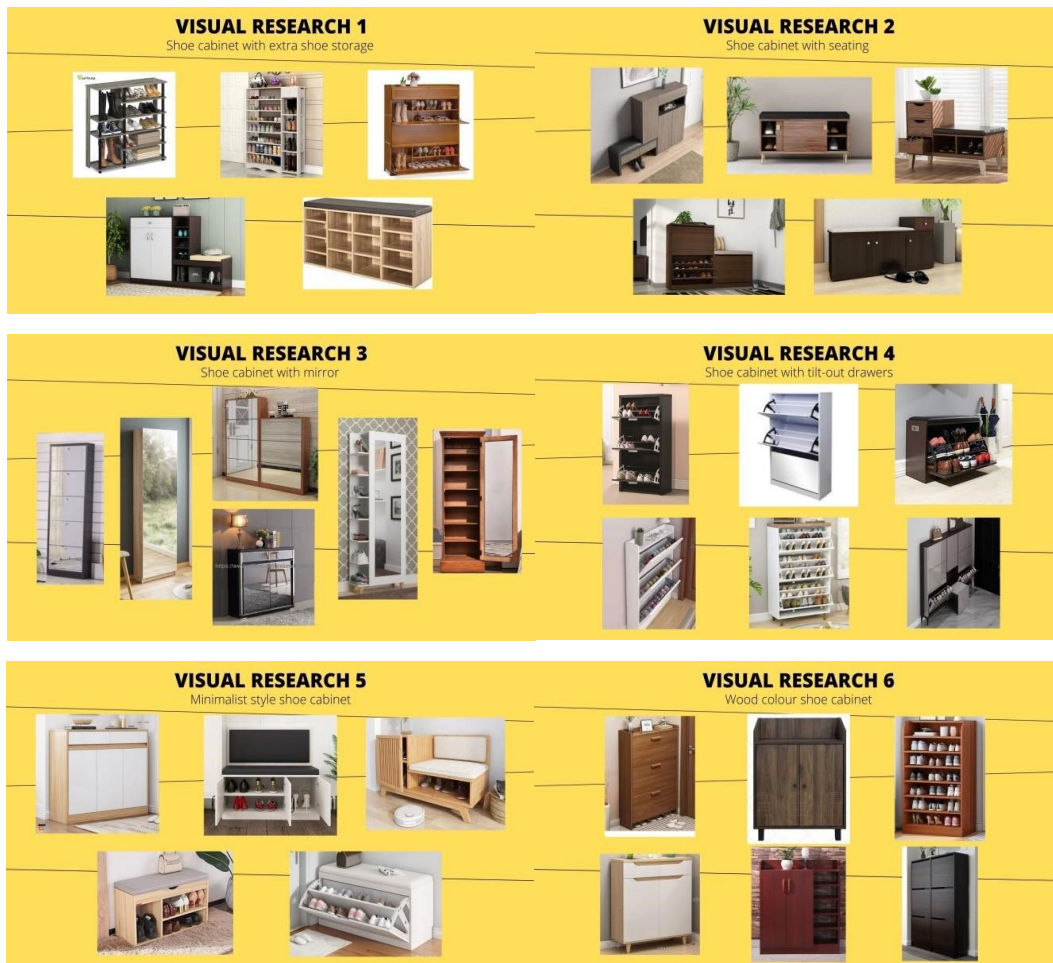 VISUAL RESEARCH 1
Shoe cabinet with extra shoe storage
VISUAL RESEARCH 2
Shoe cabinet with seating
VISUAL RESEARCH 3
Shoe cabinet with mirror
VISUAL RESEARCH 4
Shoe cabinet with tilt-out drawers
VISUAL RESEARCH 5
Minimalist style shoe cabinet
VISUAL RESEARCH 6
Wood colour shoe cabinet